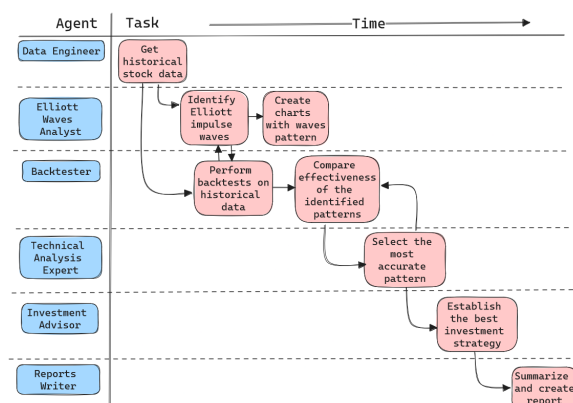 Agent
Task
Time
Data Engineer
Get
historical
stock data
Elliott
Waves
Analyst
Identify
Elliott
impulse
waves
Create
charts
with waves
pattern
Backtester
Perform
backtests on
historical
data
Compare
effectiveness
of the
identified
patterns
Technical
Analysis
Expert
Select the
most
accurate
pattern
Investment
Advisor
Establish
the best
investment
strategy
Reports
Writer
Summarize
and create
report